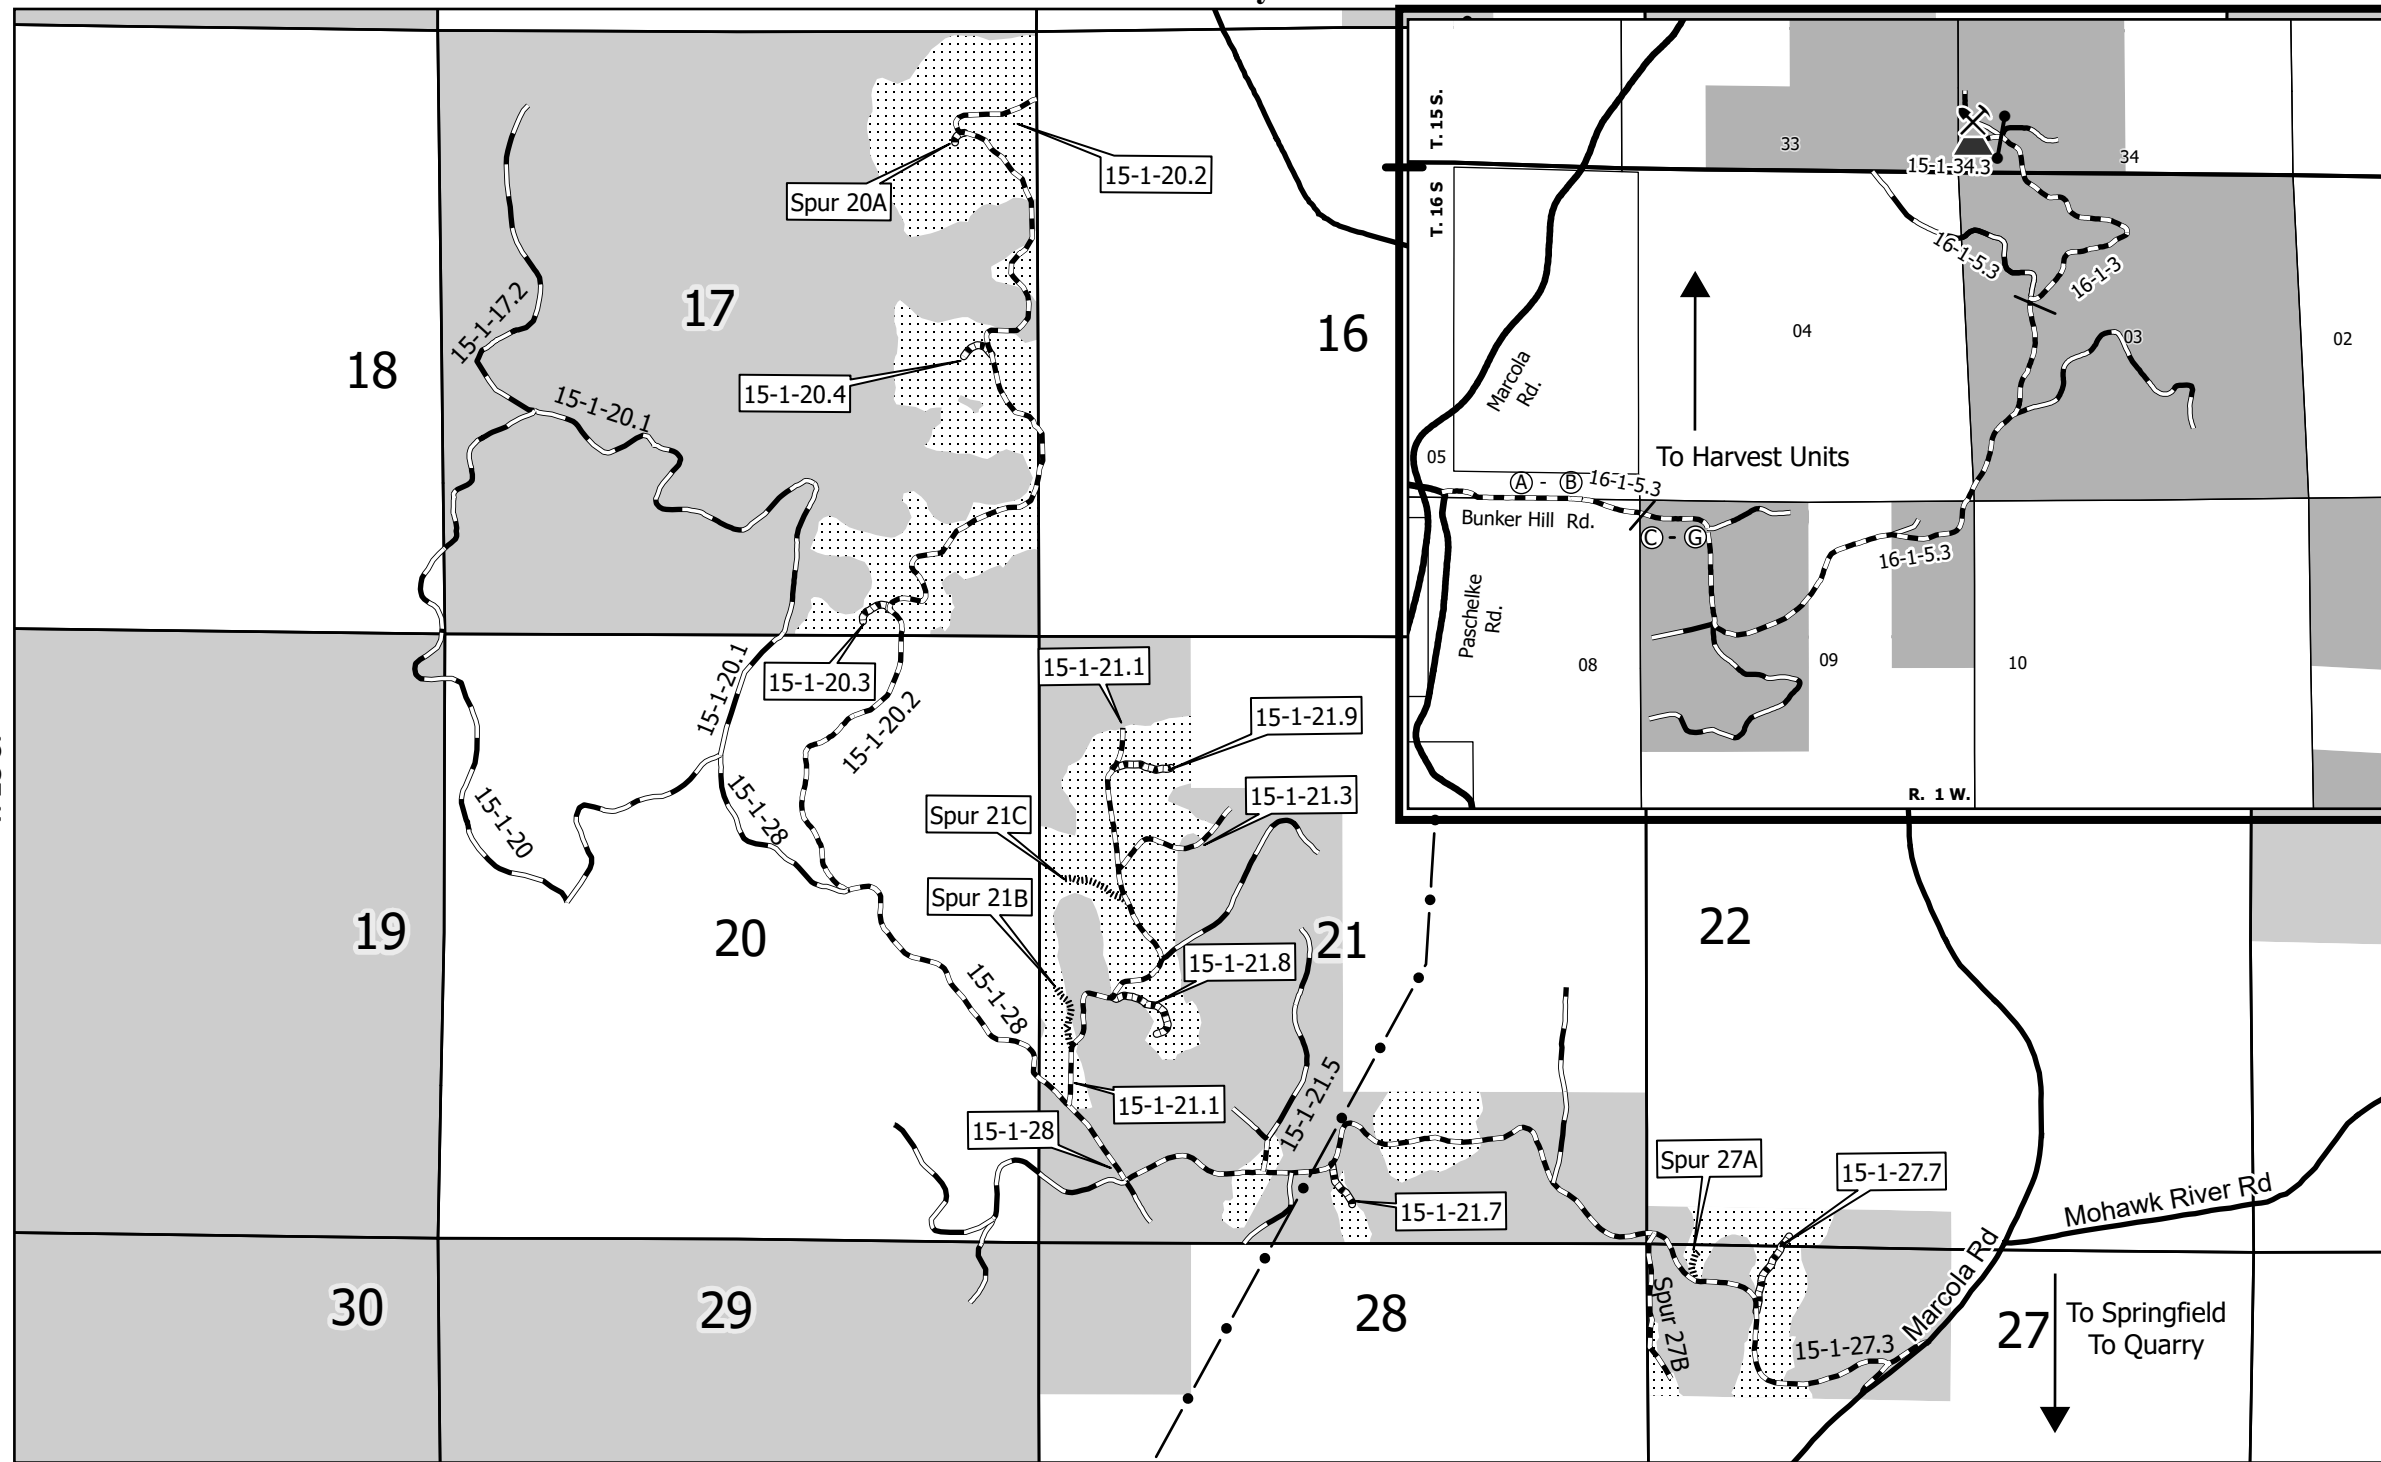 15-1-20.2
Spur 20A
17
18
16
15-1-17.2
15-1-20.4
15-1-20.1
15-1-20.1
15-1-20.3
15-1-20.2
15-1-21.1
15-1-21.9
15-1-21.3
Spur 21C
15-1-28
15-1-20
Spur 21B
19
20
21
22
15-1-21.8
15-1-28
15-1-21.5
15-1-21.1
15-1-28
15-1-21.7
Spur 27A
15-1-27.7
Mohawk River Rd
Marcola Rd
30
29
28
27
Spur 27B
15-1-27.3
To Springfield
To Quarry
T. 15 S.
T. 16 S
33
34
15-1-34.3
16-1-5.3
16-1-3
04
03
02
Marcola
Rd.
05
To Harvest Units
A - B
16-1-5.3
Bunker Hill Rd.
C - G
16-1-5.3
Paschelke
Rd.
08
09
10
R. 1 W.